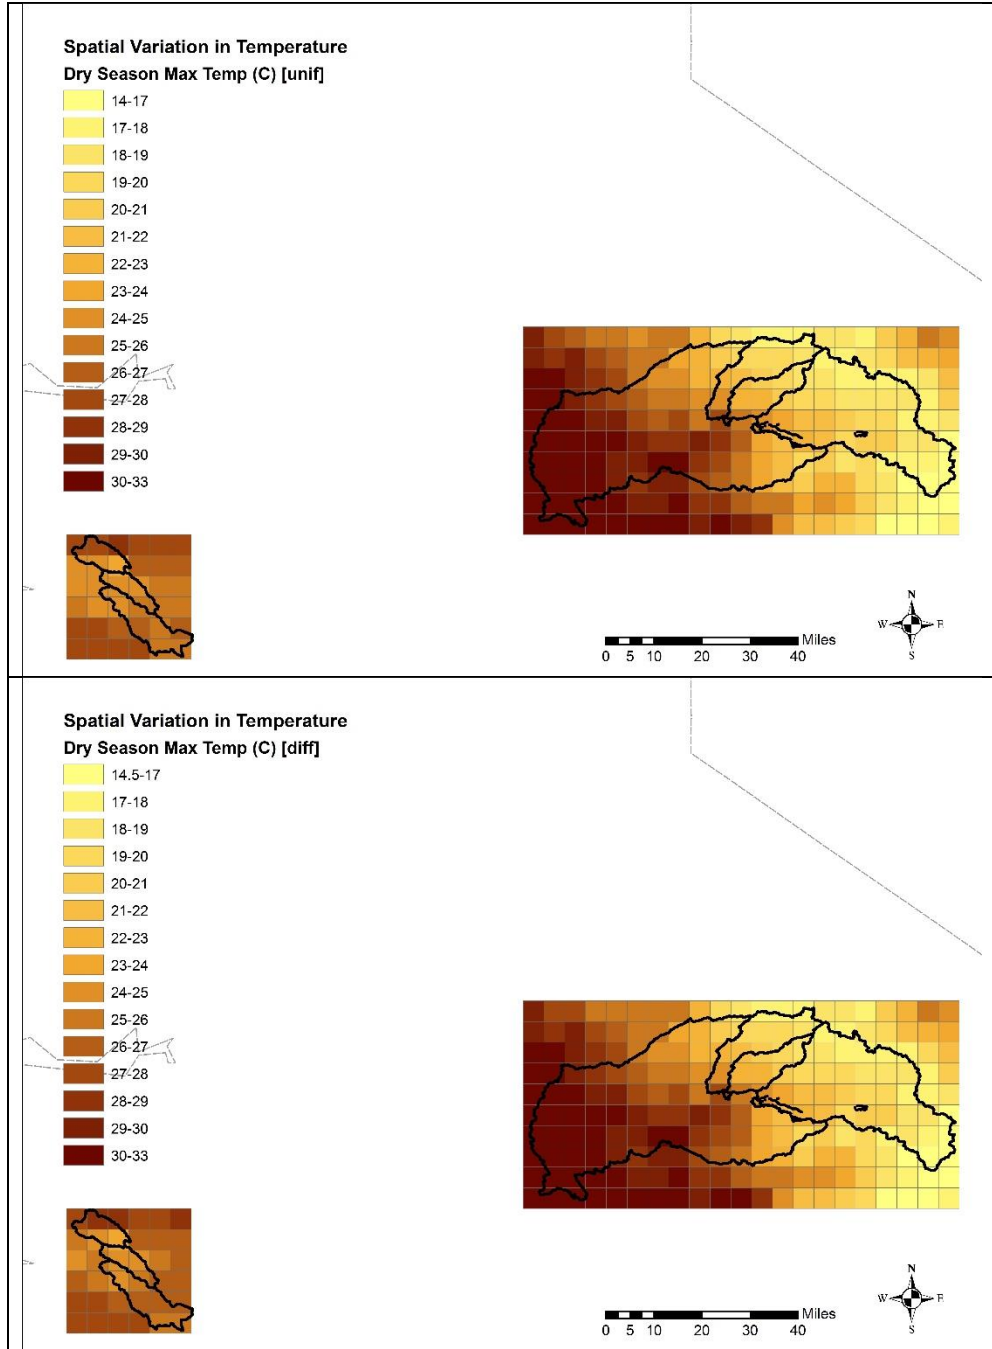 Spatial Variation in Temperature
Dry Season Max Temp (C) [unif]
14-17
17-18
18-19
19-20
20-21
21-22
22-23
23-24
24-25
25-26
26-27
27-28
28-29
29-30
30-33
N
W E
S
Miles
0 5 10 20 30 40
Spatial Variation in Temperature
Dry Season Max Temp (C) [diff]
14.5-17
17-18
18-19
19-20
20-21
21-22
22-23
23-24
24-25
25-26
26-27
27-28
28-29
29-30
30-33
N
W E
S
Miles
0 5 10 20 30 40